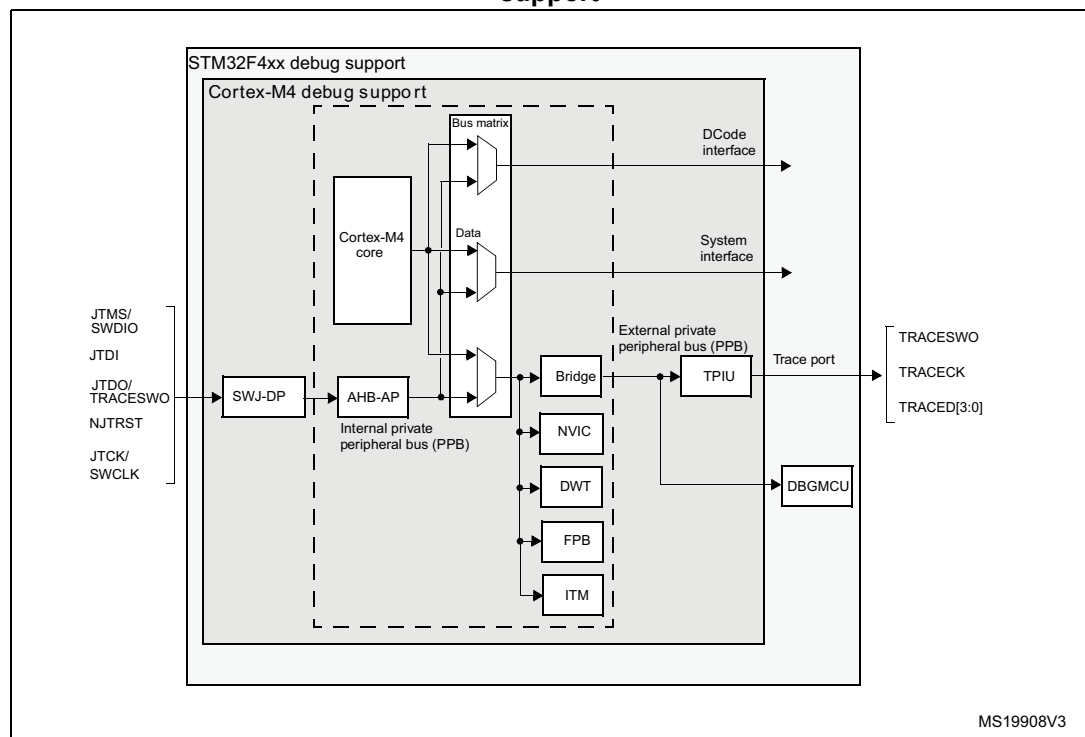 support
STM32F4xx debug support
Cortex-M4 debug support
Bus matrix
DCode
interface
Cortex-M4
core
Data
System
interface
JTMS/
SWDIO
JTDI
JTDO/
TRACESWO
NJTRST
JTCK/
SWCLK
SWJ-DP
AHB-AP
Internal private
peripheral bus (PPB)
External private
peripheral bus (PPB)
Bridge
NVIC
DWT
FPB
ITM
TPIU
Trace port
TRACESWO
TRACECK
TRACED[3:0]
DBGMCU
MS19908V3